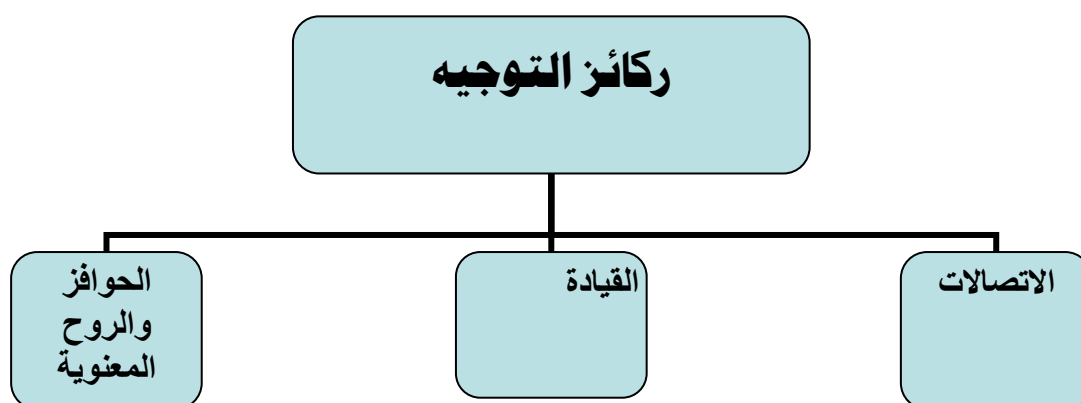 ركائز التوجيه
الاتصالات
القيادة
الحوافز
والروح
المعنوية